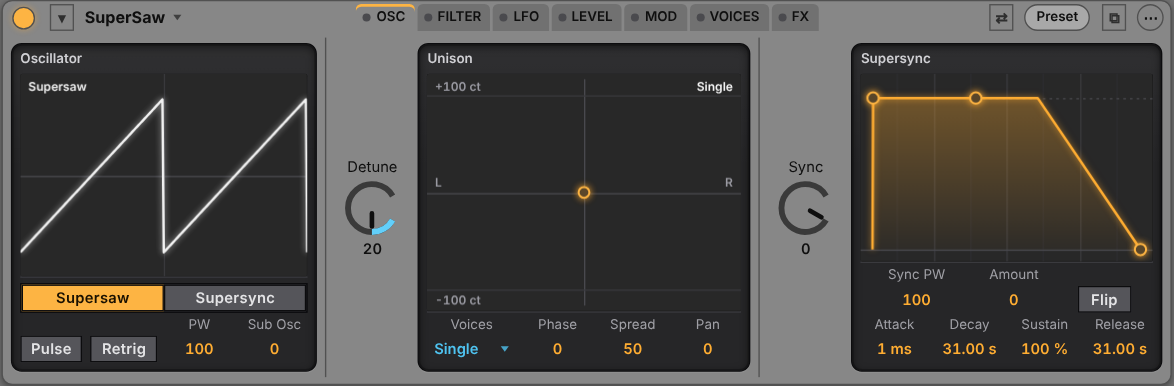 SuperSaw
OSC FILTER LFO LEVEL MOD VOICES FX
Preset
Oscillator
Supersaw
Supersaw Supersync
PW Sub Osc
Pulse Retrig 100 0
Detune
20
Unison
+100 ct Single
L R
-100 ct
Voices Phase Spread Pan
Single 0 50 0
Sync
0
Supersync
Sync PW Amount
100 0 Flip
Attack Decay Sustain Release
1 ms 31.00 s 100 % 31.00 s